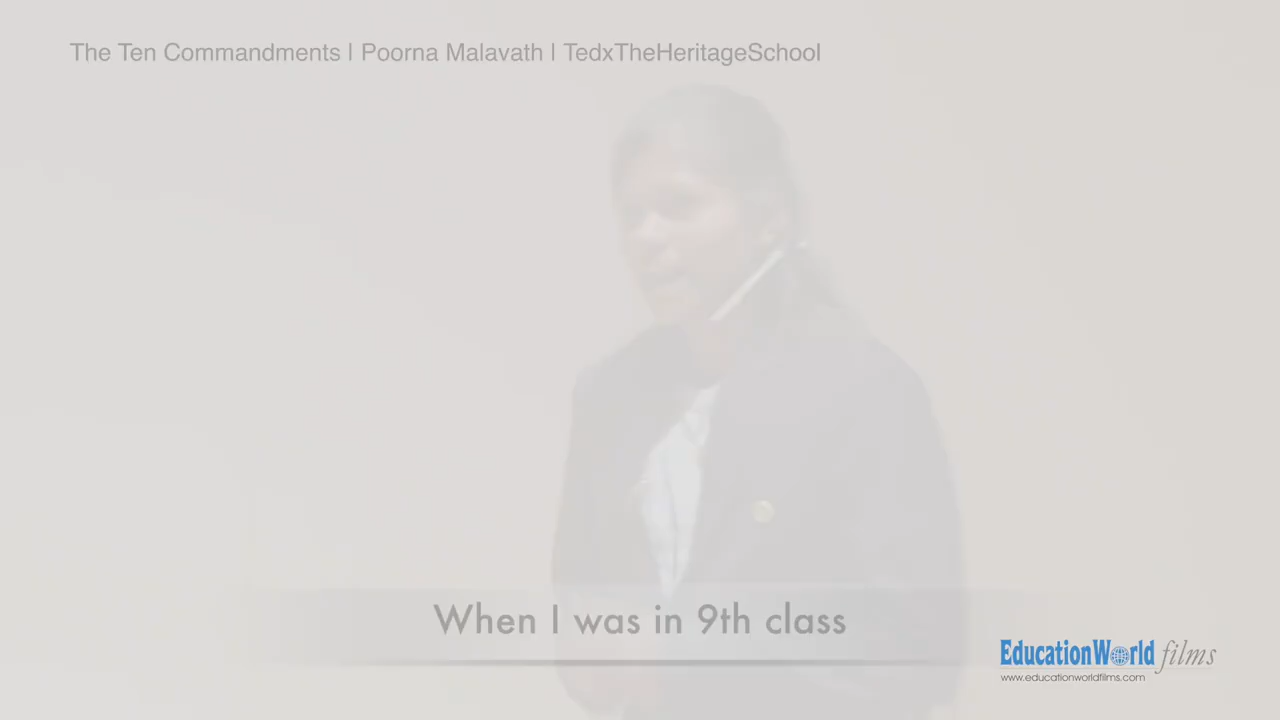 The Ten Commandments | Poorna Malavath | TedxTheHeritageSchool
When I was in 9th class
EducationWorld films
www.educationworldfilms.com